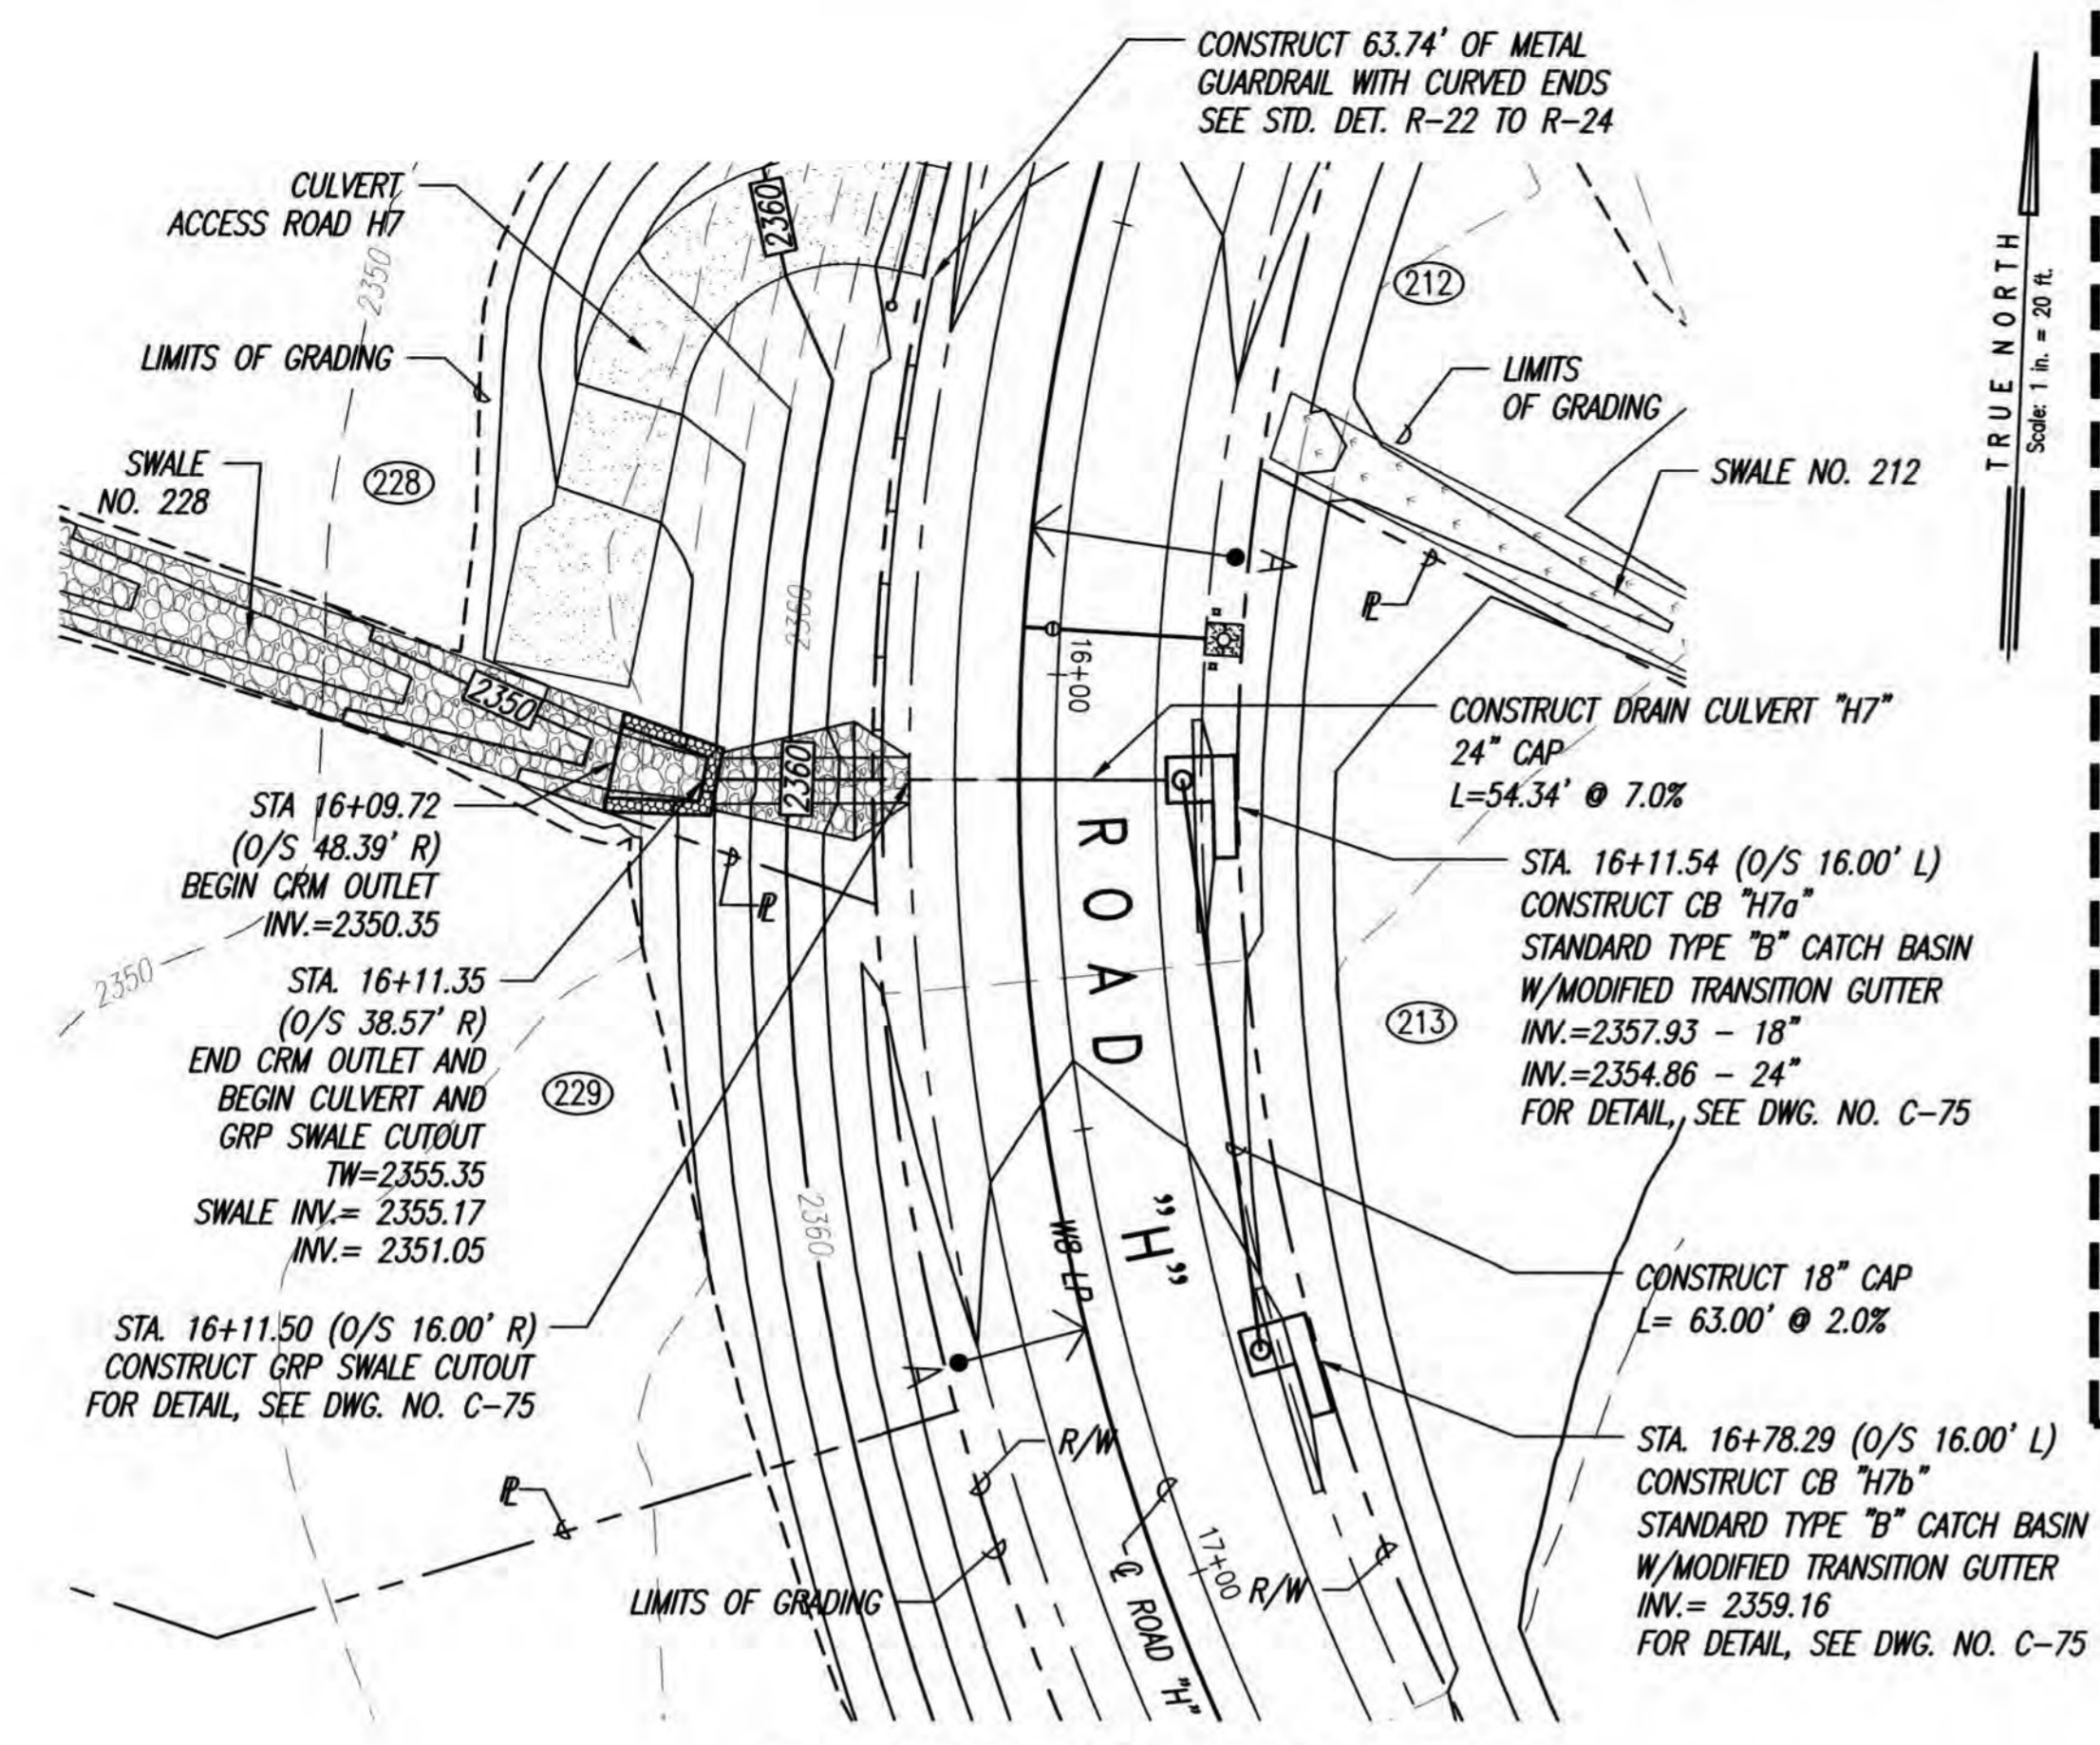 CONSTRUCT 63.74' OF METAL
GUARDRAIL WITH CURVED ENDS
SEE STD. DET. R-22 TO R-24
CULVERT
ACCESS ROAD H7
2350
2360
LIMITS OF GRADING
212
LIMITS
OF GRADING
TRUE NORTH
Scale: 1 in. = 20 ft.
SWALE
NO. 228
228
SWALE NO. 212
A
2360
16+00
PL
2350
2360
CONSTRUCT DRAIN CULVERT "H7"
24" CAP
L=54.34' @ 7.0%
STA 16+09.72
(O/S 48.39' R)
BEGIN CRM OUTLET
INV.=2350.35
PL
ROAD "H"
STA. 16+11.54 (O/S 16.00' L)
CONSTRUCT CB "H7a"
STANDARD TYPE "B" CATCH BASIN
W/MODIFIED TRANSITION GUTTER
INV.=2357.93 - 18"
INV.=2354.86 - 24"
FOR DETAIL, SEE DWG. NO. C-75
2350
STA. 16+11.35
(O/S 38.57' R)
END CRM OUTLET AND
BEGIN CULVERT AND
GRP SWALE CUTOUT
TW=2355.35
SWALE INV.= 2355.17
INV.= 2351.05
229
213
2360
WB LP
CONSTRUCT 18" CAP
L= 63.00' @ 2.0%
STA. 16+11.50 (O/S 16.00' R)
CONSTRUCT GRP SWALE CUTOUT
FOR DETAIL, SEE DWG. NO. C-75
A
R/W
PL
STA. 16+78.29 (O/S 16.00' L)
CONSTRUCT CB "H7b"
STANDARD TYPE "B" CATCH BASIN
W/MODIFIED TRANSITION GUTTER
INV.= 2359.16
FOR DETAIL, SEE DWG. NO. C-75
LIMITS OF GRADING
℄ ROAD "H"
17+00
R/W